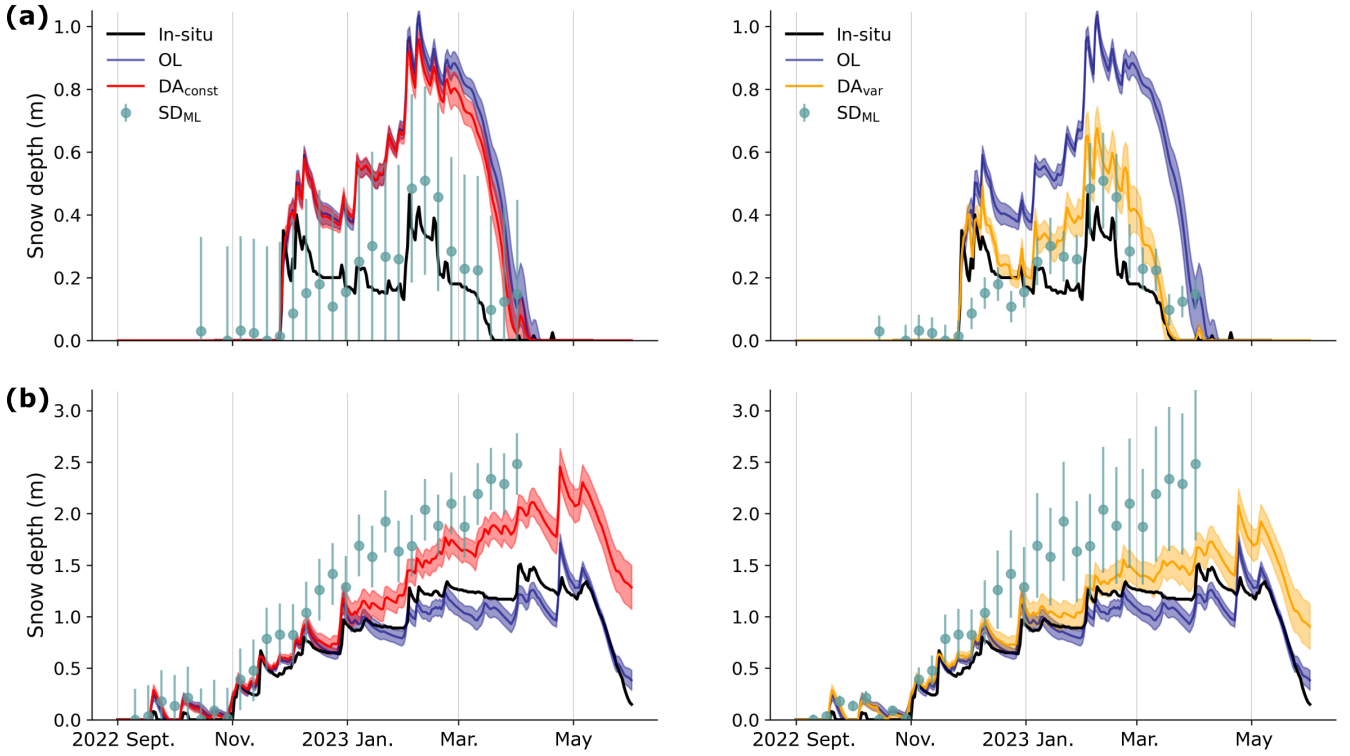 (a)
Snow depth (m)
1.0
0.8
0.6
0.4
0.2
0.0
In-situ
OL
DAconst
SDML
1.0
0.8
0.6
0.4
0.2
0.0
In-situ
OL
DAvar
SDML
(b)
Snow depth (m)
3.0
2.5
2.0
1.5
1.0
0.5
0.0
2022 Sept. Nov. 2023 Jan. Mar. May
3.0
2.5
2.0
1.5
1.0
0.5
0.0
2022 Sept. Nov. 2023 Jan. Mar. May